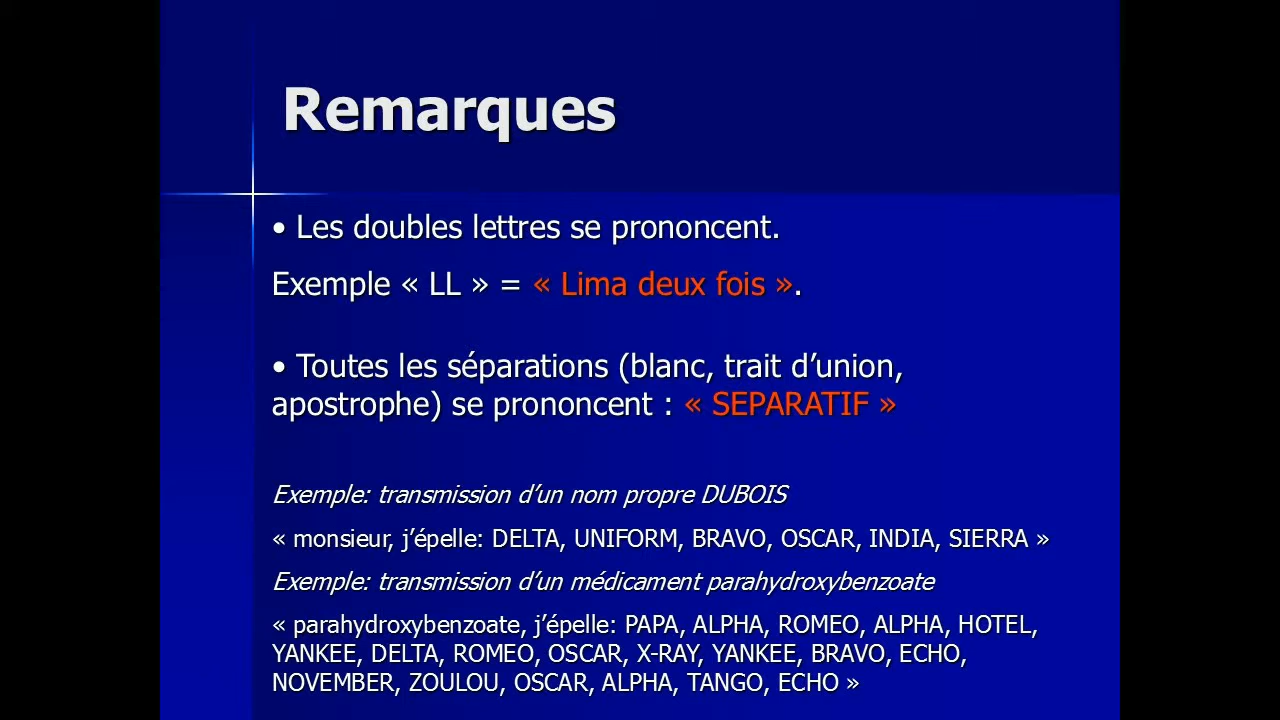 Remarques
• Les doubles lettres se prononcent.
Exemple « LL » = « Lima deux fois ».
• Toutes les séparations (blanc, trait d’union,
apostrophe) se prononcent : « SEPARATIF »
Exemple: transmission d’un nom propre DUBOIS
« monsieur, j’épelle: DELTA, UNIFORM, BRAVO, OSCAR, INDIA, SIERRA »
Exemple: transmission d’un médicament parahydroxybenzoate
« parahydroxybenzoate, j’épelle: PAPA, ALPHA, ROMEO, ALPHA, HOTEL,
YANKEE, DELTA, ROMEO, OSCAR, X-RAY, YANKEE, BRAVO, ECHO,
NOVEMBER, ZOULOU, OSCAR, ALPHA, TANGO, ECHO »